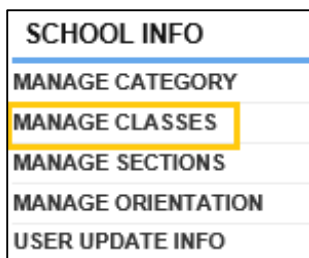 SCHOOL INFO
MANAGE CATEGORY
MANAGE CLASSES
MANAGE SECTIONS
MANAGE ORIENTATION
USER UPDATE INFO